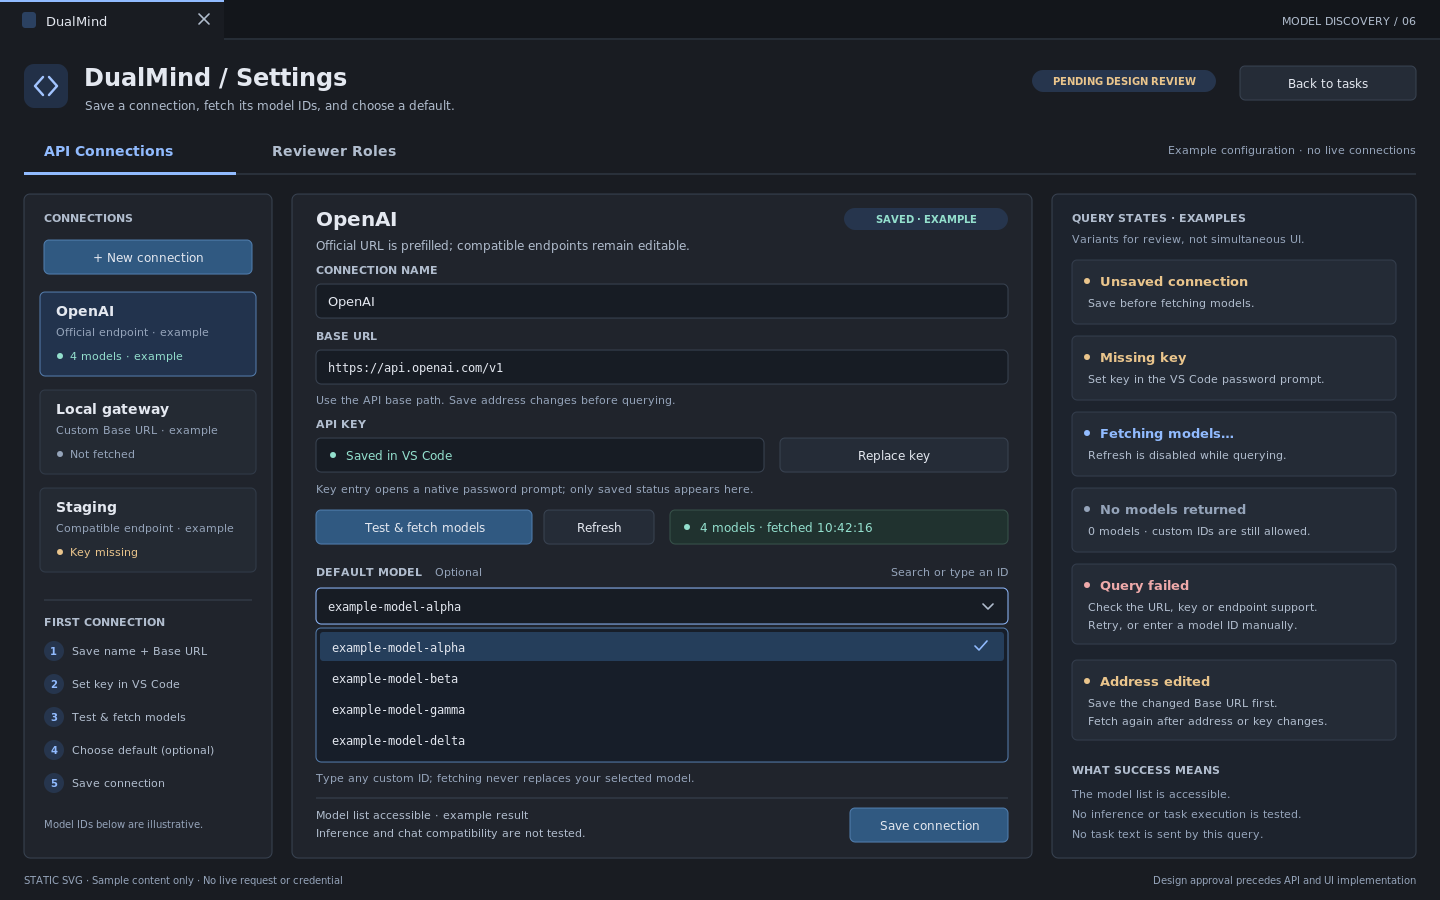 DualMind
MODEL DISCOVERY / 06
DualMind / Settings
Save a connection, fetch its model IDs, and choose a default.
PENDING DESIGN REVIEW
Back to tasks
API Connections
Reviewer Roles
Example configuration · no live connections
CONNECTIONS
+ New connection
OpenAI
Official endpoint · example
4 models · example
Local gateway
Custom Base URL · example
Not fetched
Staging
Compatible endpoint · example
Key missing
FIRST CONNECTION
1 Save name + Base URL
2 Set key in VS Code
3 Test & fetch models
4 Choose default (optional)
5 Save connection
Model IDs below are illustrative.
OpenAI
SAVED · EXAMPLE
Official URL is prefilled; compatible endpoints remain editable.
CONNECTION NAME
OpenAI
BASE URL
https://api.openai.com/v1
Use the API base path. Save address changes before querying.
API KEY
Saved in VS Code
Replace key
Key entry opens a native password prompt; only saved status appears here.
Test & fetch models
Refresh
4 models · fetched 10:42:16
DEFAULT MODEL Optional
Search or type an ID
example-model-alpha
example-model-alpha
example-model-beta
example-model-gamma
example-model-delta
Type any custom ID; fetching never replaces your selected model.
Model list accessible · example result
Inference and chat compatibility are not tested.
Save connection
QUERY STATES · EXAMPLES
Variants for review, not simultaneous UI.
Unsaved connection
Save before fetching models.
Missing key
Set key in the VS Code password prompt.
Fetching models…
Refresh is disabled while querying.
No models returned
0 models · custom IDs are still allowed.
Query failed
Check the URL, key or endpoint support.
Retry, or enter a model ID manually.
Address edited
Save the changed Base URL first.
Fetch again after address or key changes.
WHAT SUCCESS MEANS
The model list is accessible.
No inference or task execution is tested.
No task text is sent by this query.
STATIC SVG · Sample content only · No live request or credential
Design approval precedes API and UI implementation